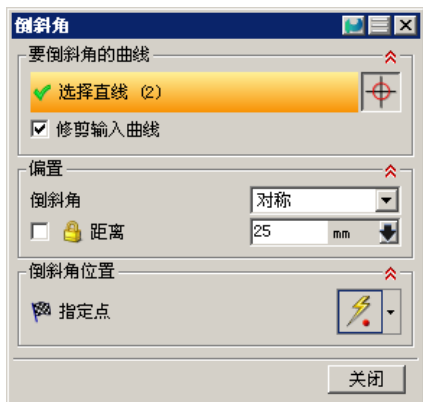 倒斜角
要倒斜角的曲线
选择直线 (2)
修剪输入曲线
偏置
倒斜角 对称
距离 25 mm
倒斜角位置
指定点
关闭